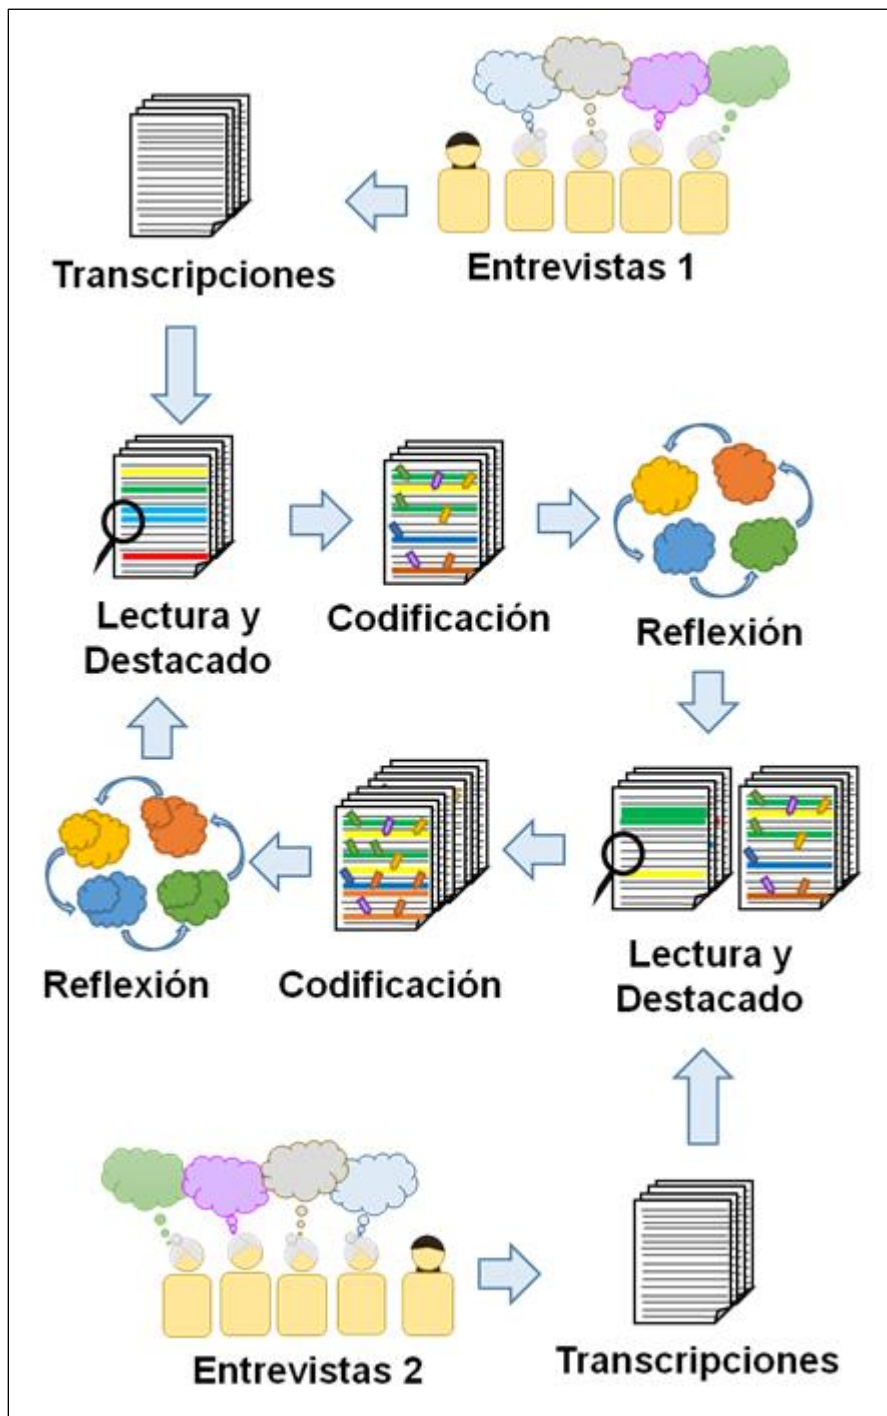 Transcripciones
Entrevistas 1
Lectura y
Destacado
Codificación
Reflexión
Reflexión
Codificación
Lectura y
Destacado
Entrevistas 2
Transcripciones